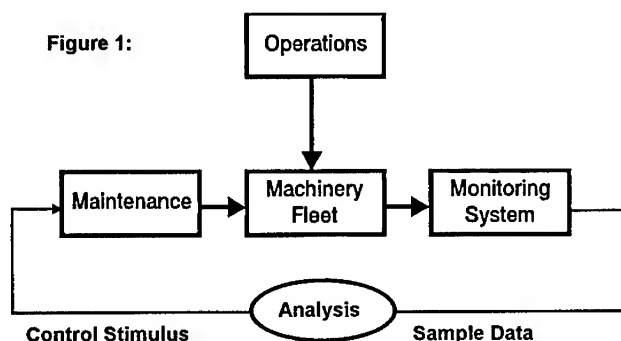 Figure 1:
Operations
Maintenance
Machinery
Fleet
Monitoring
System
Analysis
Control Stimulus
Sample Data